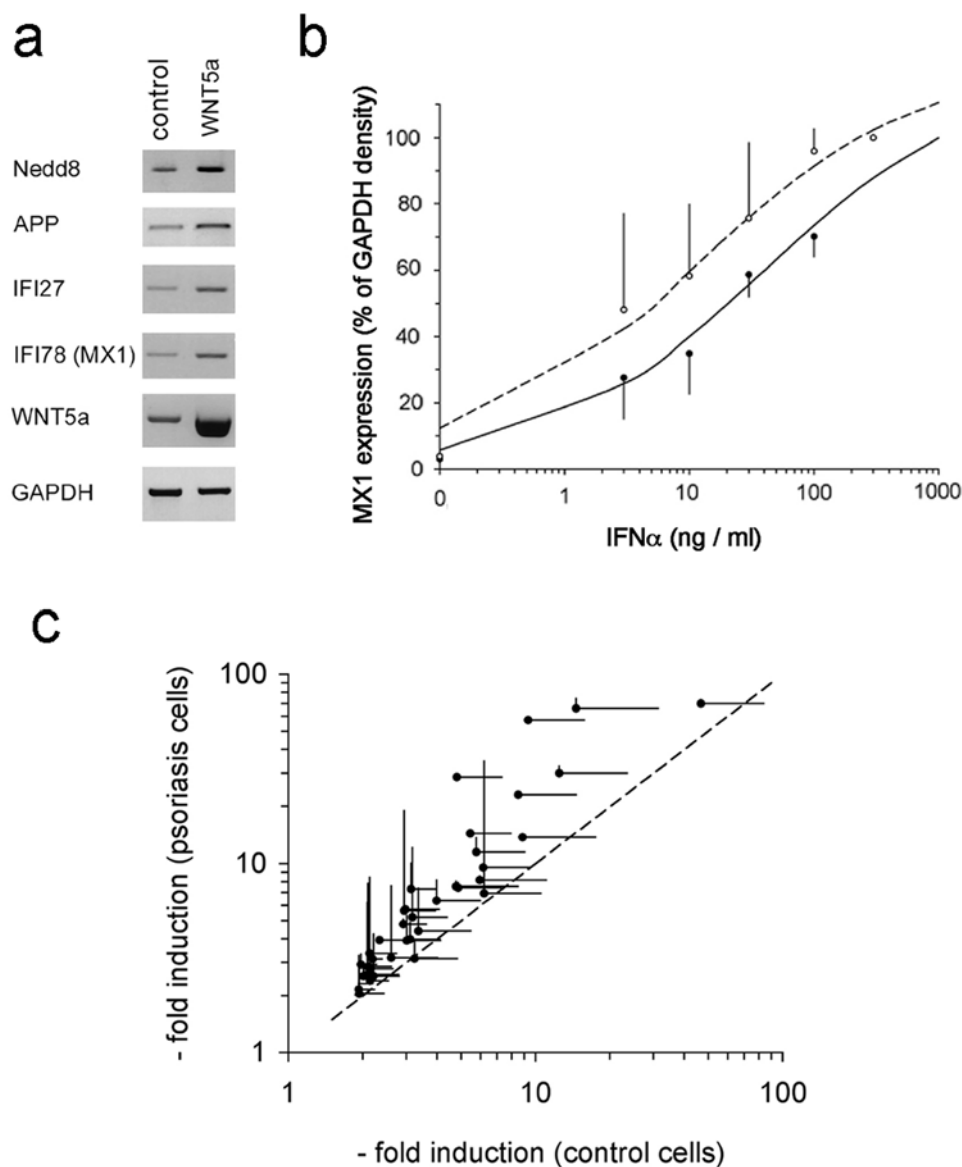 a
control
WNT5a
Nedd8
APP
IFI27
IFI78 (MX1)
WNT5a
GAPDH
b
MX1 expression (% of GAPDH density)
100
80
60
40
20
0
0
1
10
100
1000
IFNα (ng / ml)
c
- fold induction (psoriasis cells)
100
10
1
1
10
100
- fold induction (control cells)